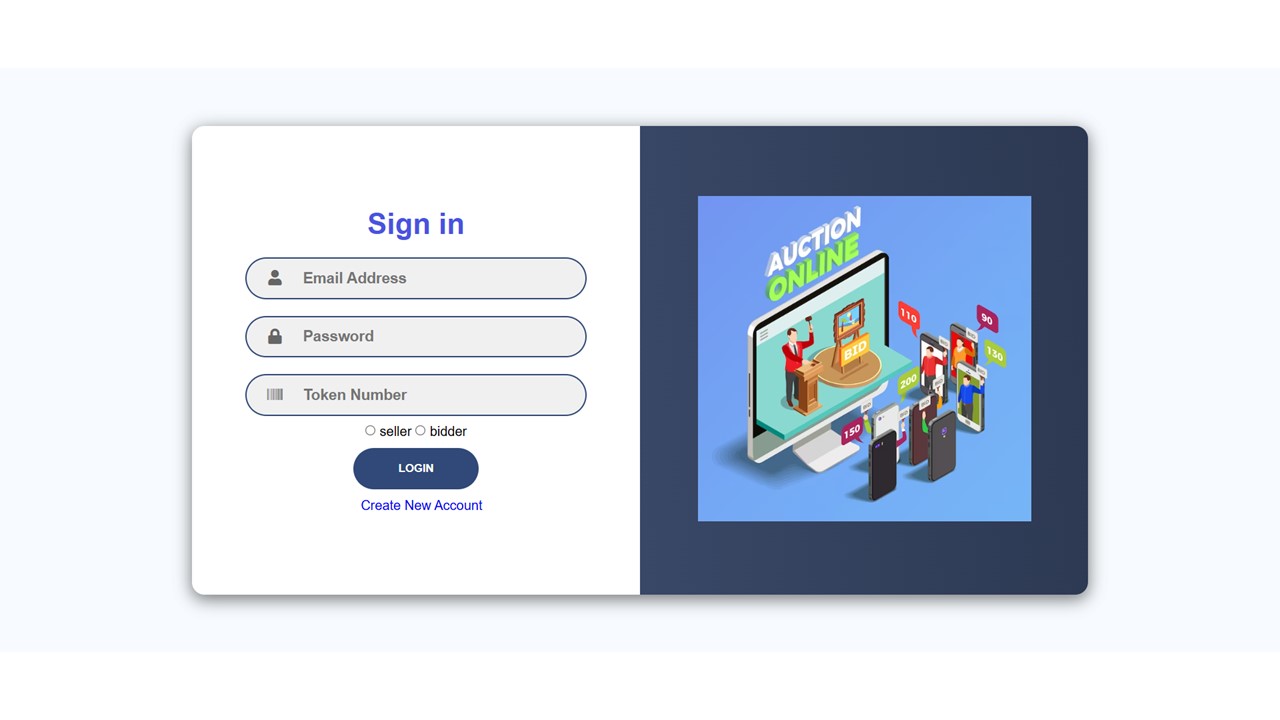 Sign in
Email Address
Password
Token Number
seller bidder
LOGIN
Create New Account
AUCTION
ONLINE
BID
110
90
130
200
150